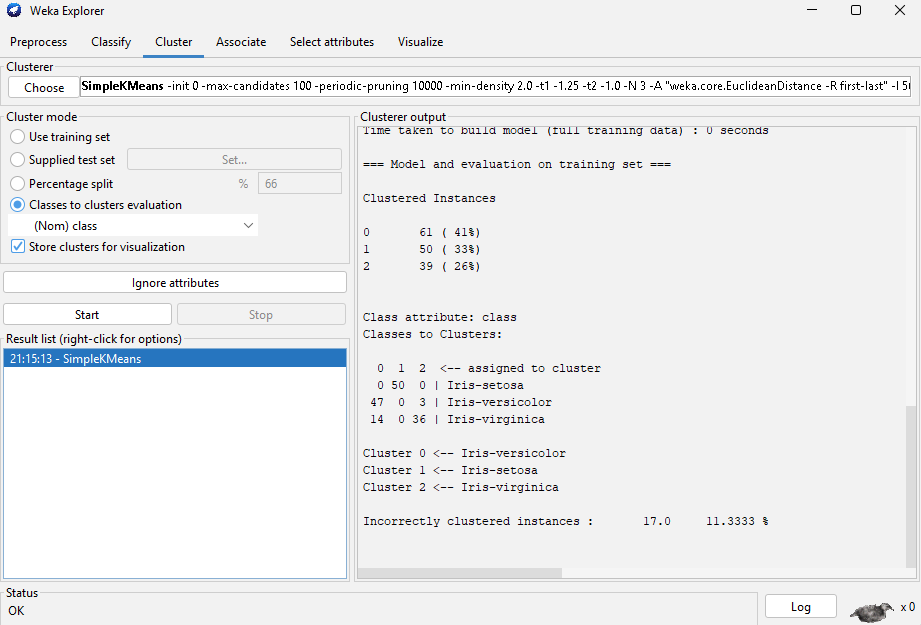 Weka Explorer
Preprocess Classify Cluster Associate Select attributes Visualize
Clusterer
Choose SimpleKMeans -init 0 -max-candidates 100 -periodic-pruning 10000 -min-density 2.0 -t1 -1.25 -t2 -1.0 -N 3 -A "weka.core.EuclideanDistance -R first-last" -I 50
Cluster mode
Use training set
Supplied test set Set...
Percentage split % 66
Classes to clusters evaluation
(Nom) class
Store clusters for visualization
Ignore attributes
Start Stop
Result list (right-click for options)
21:15:13 - SimpleKMeans
Clusterer output
Time taken to build model (full training data) : 0 seconds
=== Model and evaluation on training set ===
Clustered Instances
0 61 ( 41%)
1 50 ( 33%)
2 39 ( 26%)
Class attribute: class
Classes to Clusters:
0 1 2 <-- assigned to cluster
0 50 0 | Iris-setosa
47 0 3 | Iris-versicolor
14 0 36 | Iris-virginica
Cluster 0 <-- Iris-versicolor
Cluster 1 <-- Iris-setosa
Cluster 2 <-- Iris-virginica
Incorrectly clustered instances : 17.0 11.3333 %
Status
OK
Log x 0